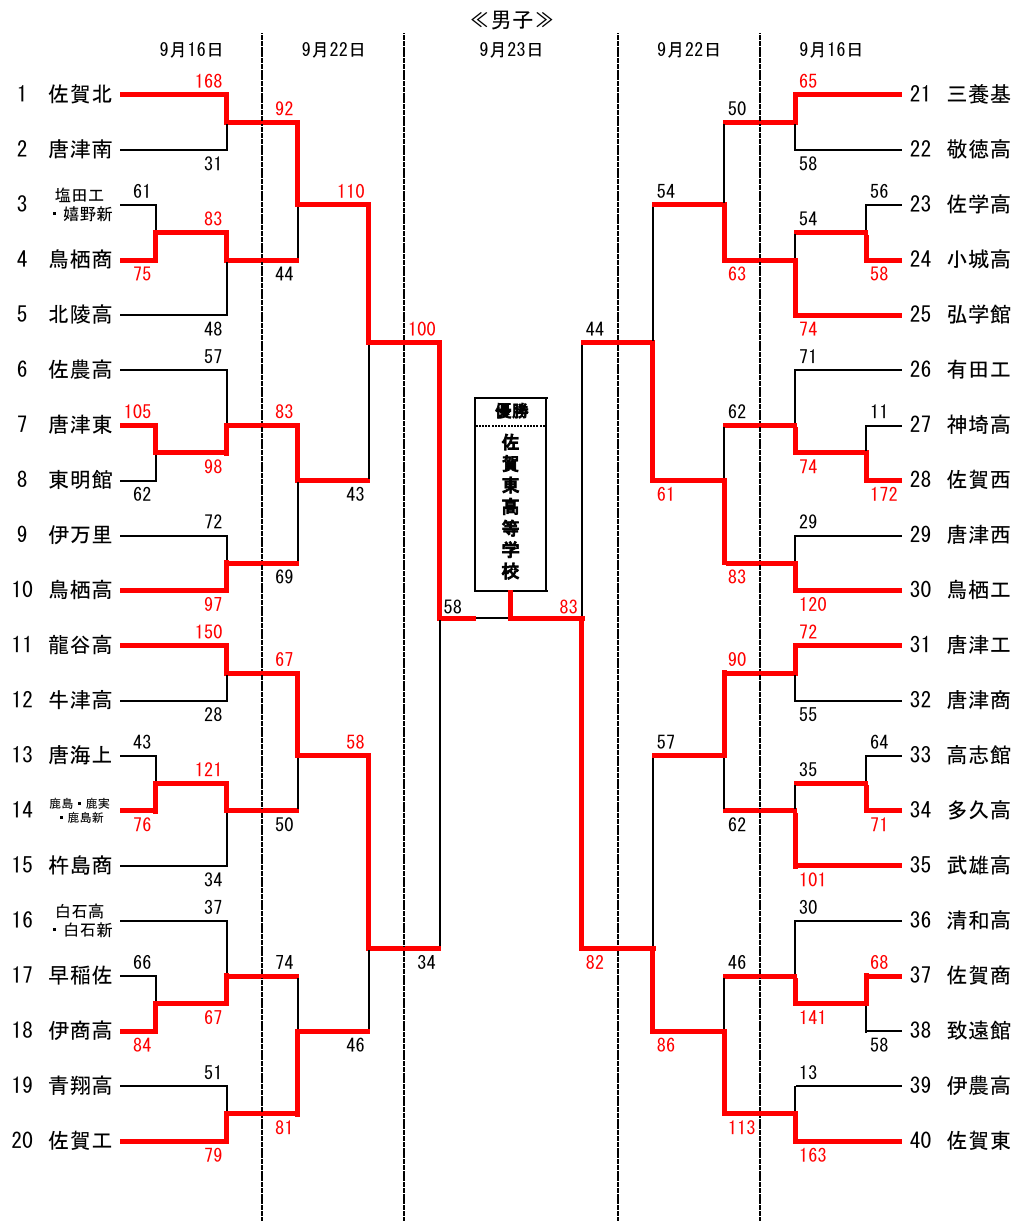 ≪男子≫
9月16日 9月22日 9月23日 9月22日 9月16日
168
1 佐賀北
92
2 唐津南
31
110
61
3 塩田工
・嬉野新
83
4 鳥栖商
75
44
5 北陵高
48
100
57
6 佐農高
105
7 唐津東
83
98
8 東明館
62
43
72
9 伊万里
69
10 鳥栖高
97
58
150
11 龍谷高
67
12 牛津高
28
58
43
13 唐海上
121
14 鹿島・鹿実
・鹿島新
76
50
15 杵島商
34
37
16 白石高
・白石新
34
66
17 早稲佐
74
67
18 伊商高
84
46
51
19 青翔高
81
20 佐賀工
79
優勝
佐賀東高等学校
83
65
21 三養基
50
22 敬徳高
58
54
56
23 佐学高
54
24 小城高
58
63
25 弘学館
74
44
71
26 有田工
11
27 神埼高
62
74
28 佐賀西
172
61
29
29 唐津西
83
30 鳥栖工
120
72
31 唐津工
90
32 唐津商
55
57
64
33 高志館
35
34 多久高
71
62
35 武雄高
101
30
36 清和高
82
68
37 佐賀商
46
141
38 致遠館
58
86
13
39 伊農高
113
40 佐賀東
163